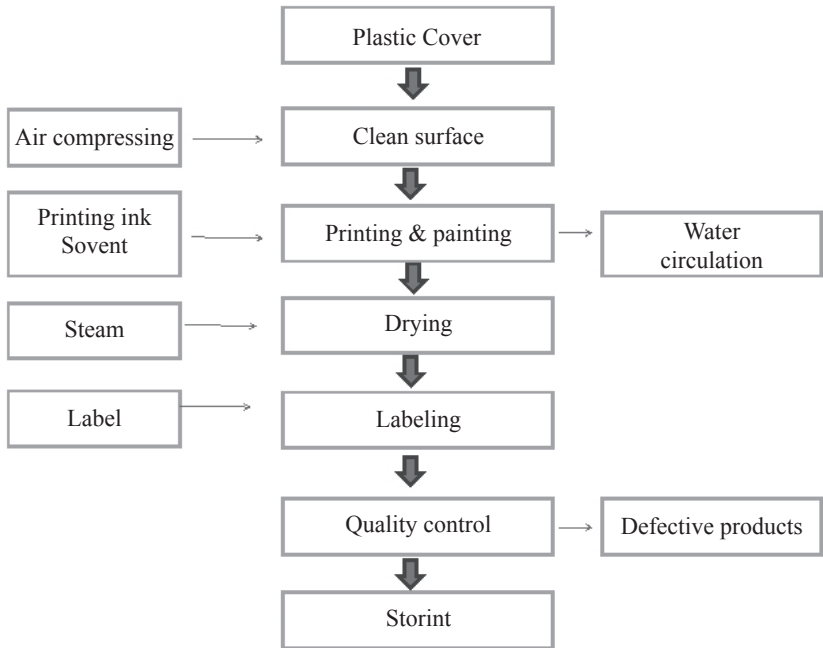 Plastic Cover
Air compressing
Clean surface
Printing ink
Sovent
Printing & painting
Water
circulation
Steam
Drying
Label
Labeling
Quality control
Defective products
Storint